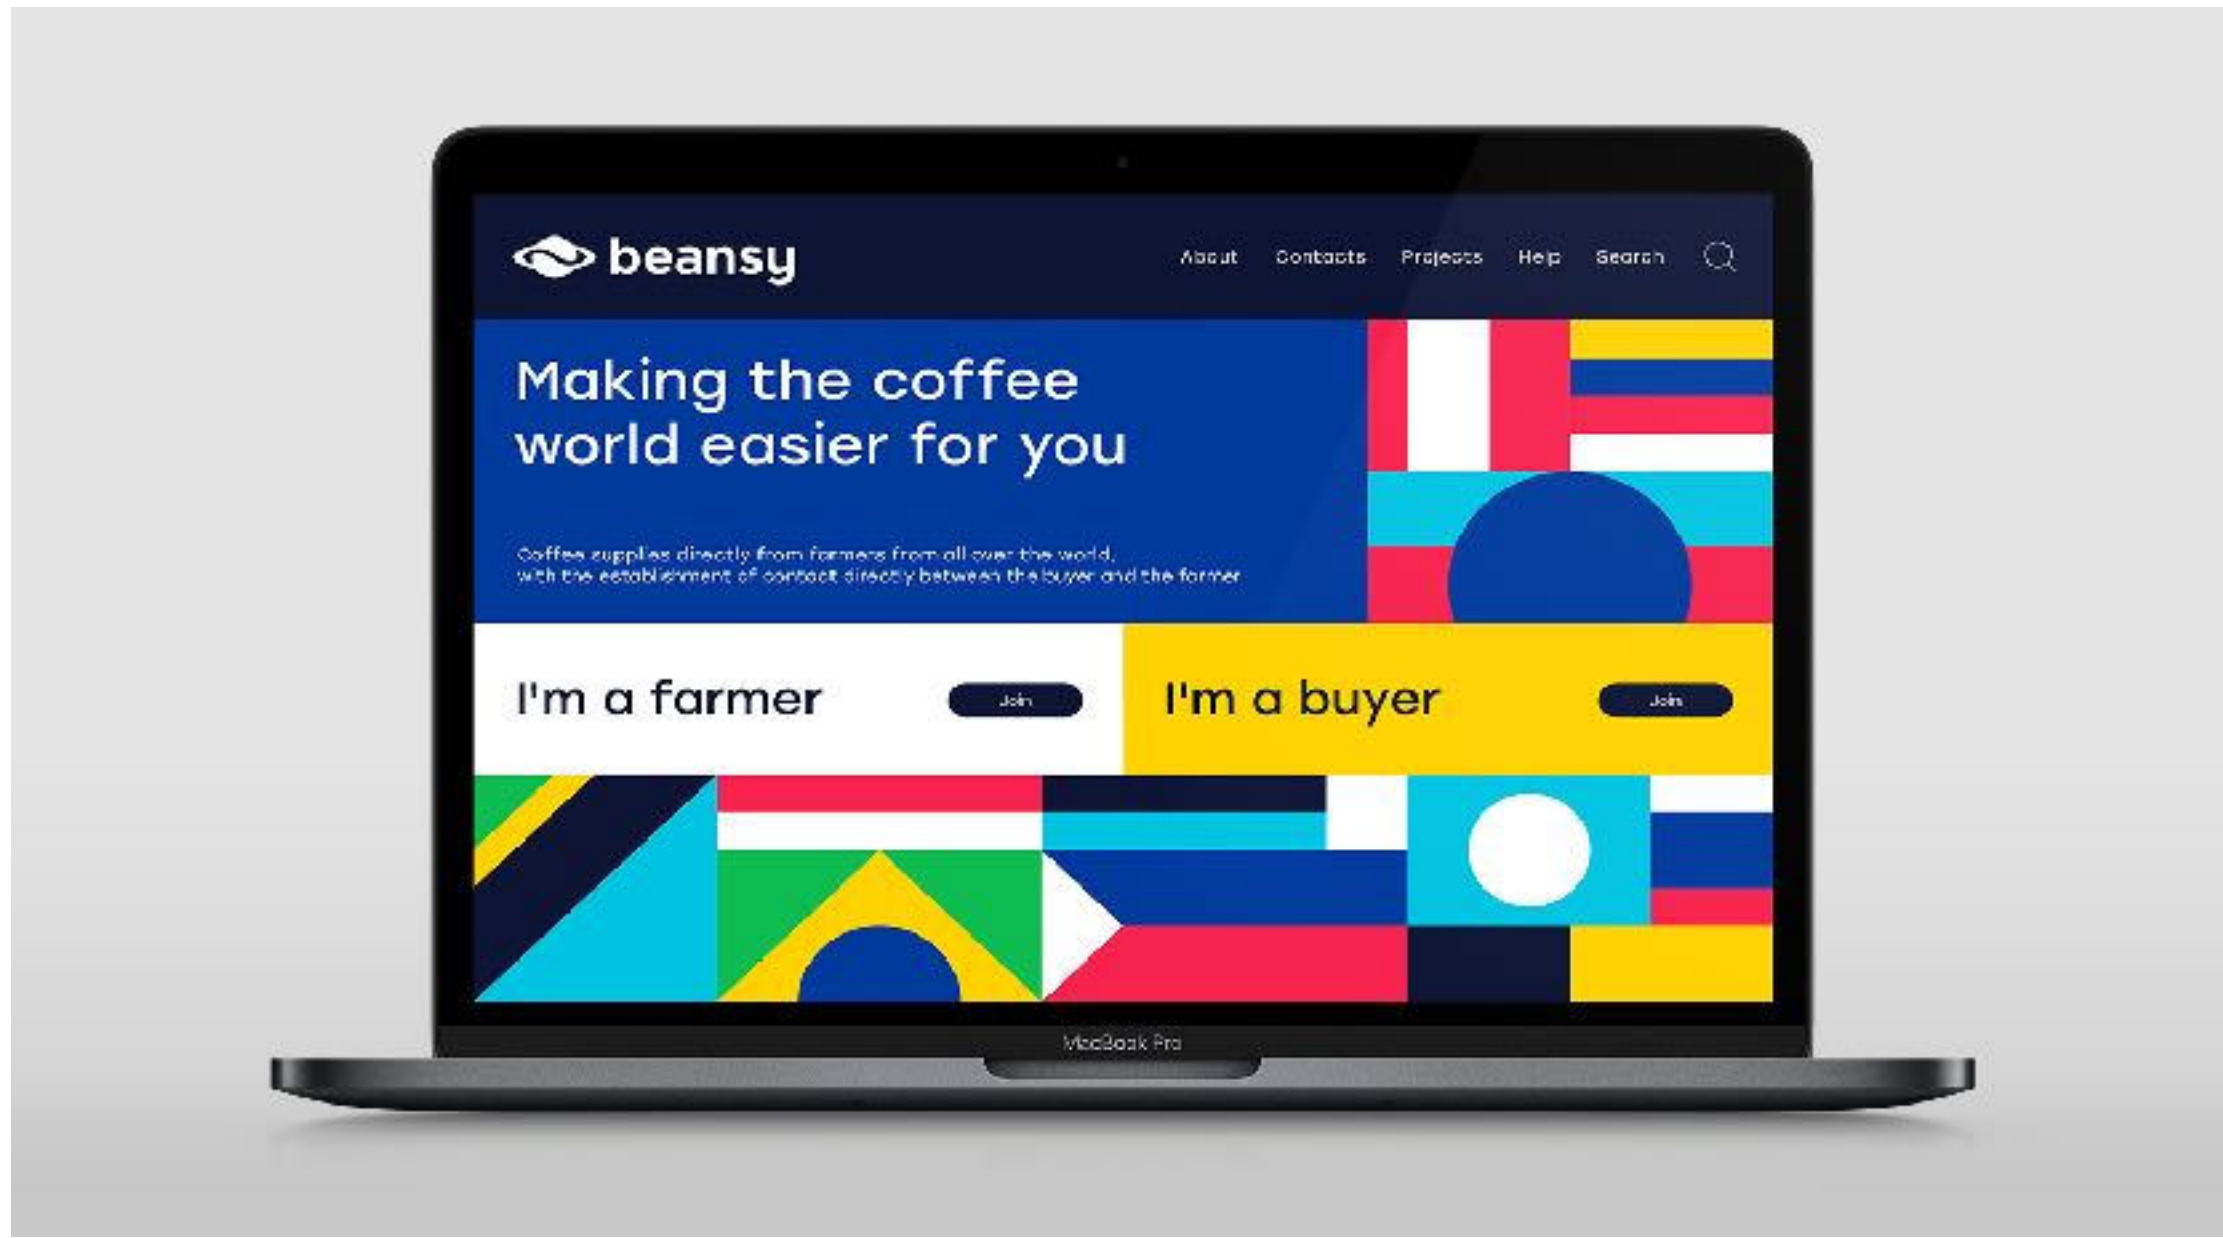 beansy
About Contacts Projects Help Search
Making the coffee
world easier for you
Coffee supplies directly from farmers from all over the world,
with the establishment of contact directly between the buyer and the farmer
I'm a farmer
Join
I'm a buyer
Join
MacBook Pro